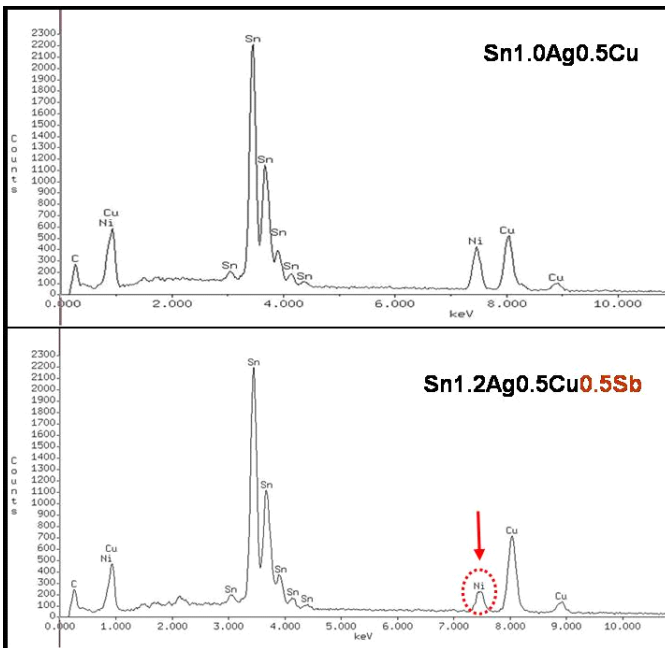 Sn1.0Ag0.5Cu
2300
2200
2100
2000
1900
1800
1700
1600
1500
1400
1300
1200
1100
1000
900
800
700
600
500
400
300
200
100
0
Counts
C
Cu
Ni
Sn
Sn
Sn
Sn
Sn
Sn
Ni
Cu
Cu
0.000 2.000 4.000 6.000 8.000 10.000
keV
Sn1.2Ag0.5Cu0.5Sb
2300
2200
2100
2000
1900
1800
1700
1600
1500
1400
1300
1200
1100
1000
900
800
700
600
500
400
300
200
100
0
Counts
C
Cu
Ni
Sn
Sn
Sn
Sn
Sn
Sn
Ni
Cu
Cu
0.000 1.000 2.000 3.000 4.000 5.000 6.000 7.000 8.000 9.000 10.000
keV